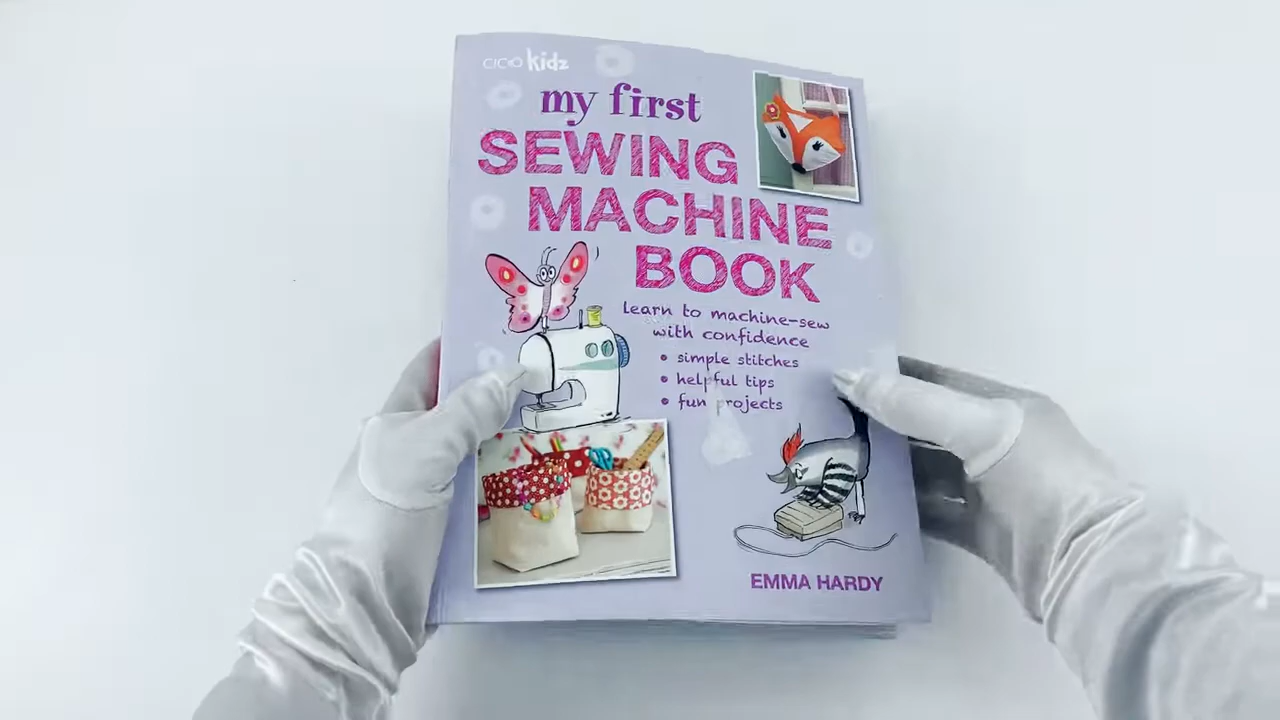 CICO kidz
my first
SEWING
MACHINE
BOOK
Learn to machine-sew
with confidence
• simple stitches
• helpful tips
• fun projects
EMMA HARDY